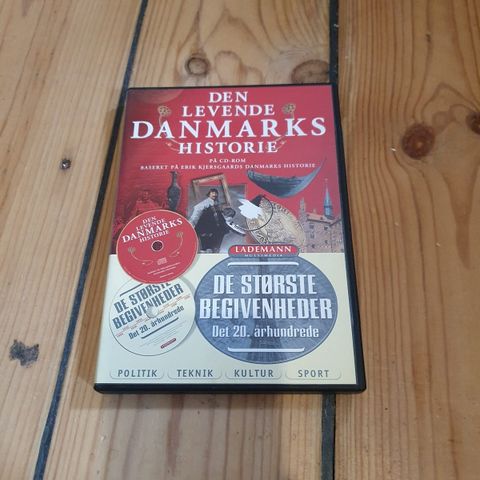 DEN
LEVENDE
DANMARKS
HISTORIE
PÅ CD-ROM
BASERET PÅ ERIK KJERSGAARDS DANMARKS HISTORIE
DEN
LEVENDE
DANMARKS
HISTORIE
LADEMANN
MULTIMEDIA
DE STØRSTE
BEGIVENHEDER
Det 20. århundrede
DE STØRSTE
BEGIVENHEDER
Det 20. århundrede
POLITIK TEKNIK KULTUR SPORT